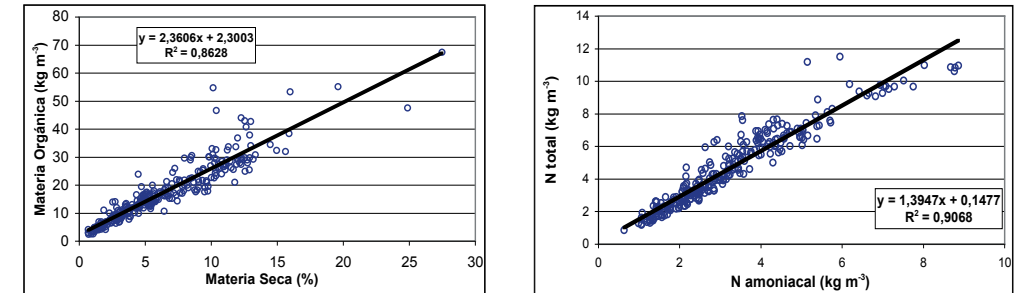 80
70
60
50
40
30
20
10
0
Materia Orgánica (kg m-3)
y = 2,3606x + 2,3003
R2 = 0,8628
0 5 10 15 20 25 30
Materia Seca (%)
14
12
10
8
6
4
2
0
N total (kg m-3)
y = 1,3947x + 0,1477
R2 = 0,9068
0 2 4 6 8 10
N amoniacal (kg m-3)